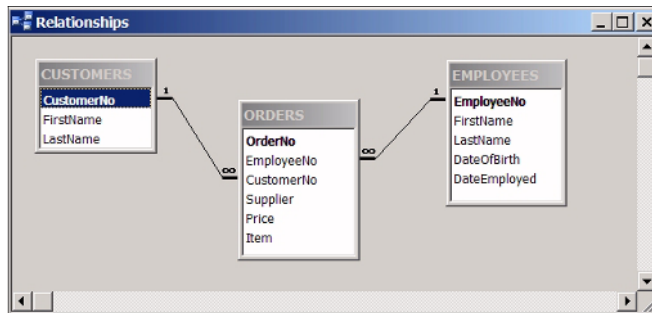 Relationships
CUSTOMERS
CustomerNo
FirstName
LastName
1
∞
ORDERS
OrderNo
EmployeeNo
CustomerNo
Supplier
Price
Item
∞
1
EMPLOYEES
EmployeeNo
FirstName
LastName
DateOfBirth
DateEmployed